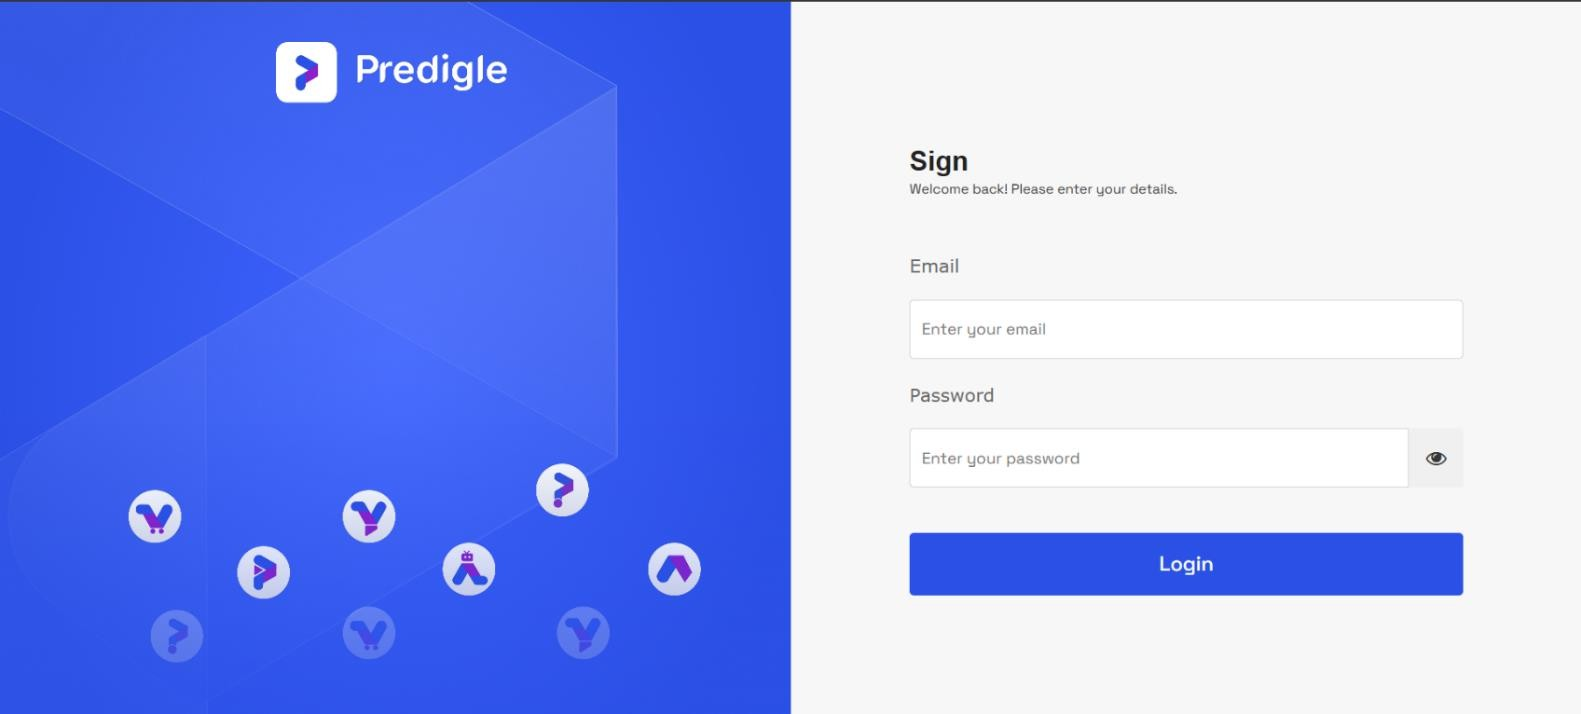 Predigle
Sign
Welcome back! Please enter your details.
Email
Enter your email
Password
Enter your password
Login